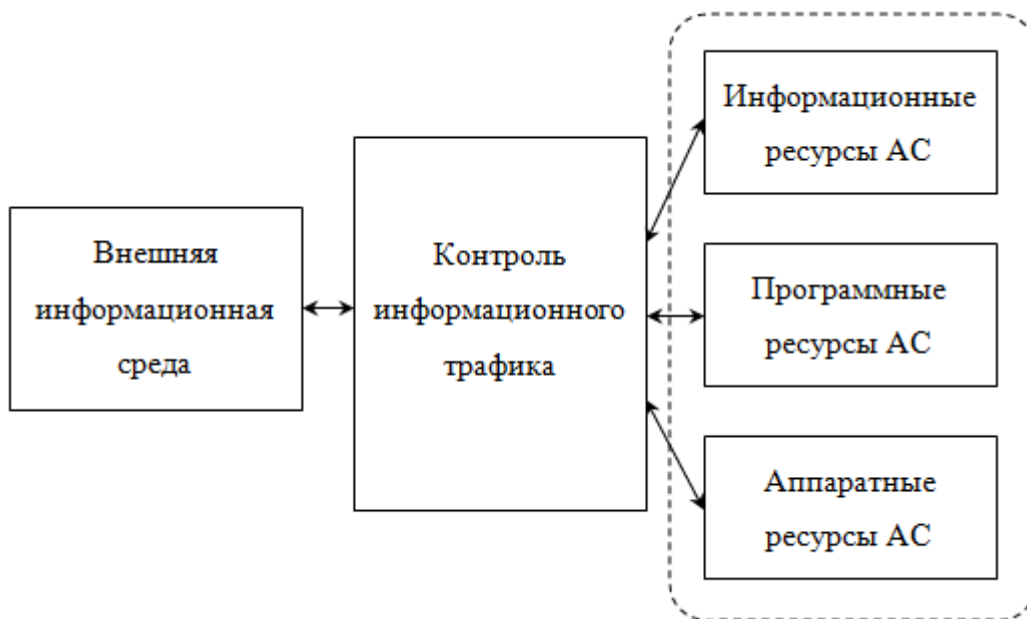 Внешняя
информационная
среда
Контроль
информационного
трафика
Информационные
ресурсы АС
Программные
ресурсы АС
Аппаратные
ресурсы АС